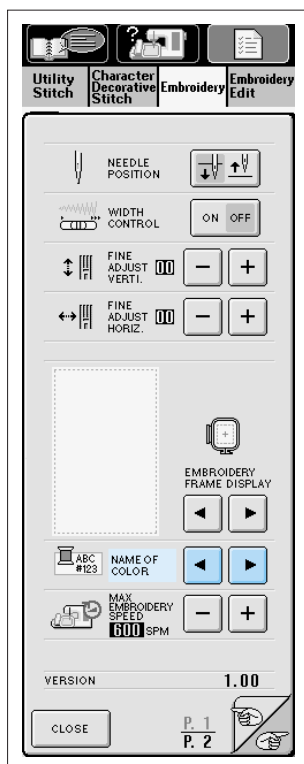 Utility
Stitch
Character
Decorative
Stitch
Embroidery
Embroidery
Edit
NEEDLE
POSITION
WIDTH
CONTROL
ON OFF
FINE
ADJUST 00
VERTI.
- +
FINE
ADJUST 00
HORIZ.
- +
EMBROIDERY
FRAME DISPLAY
ABC
#123
NAME OF
COLOR
MAX
EMBROIDERY
SPEED
600 SPM
- +
VERSION 1.00
CLOSE
P. 1
P. 2